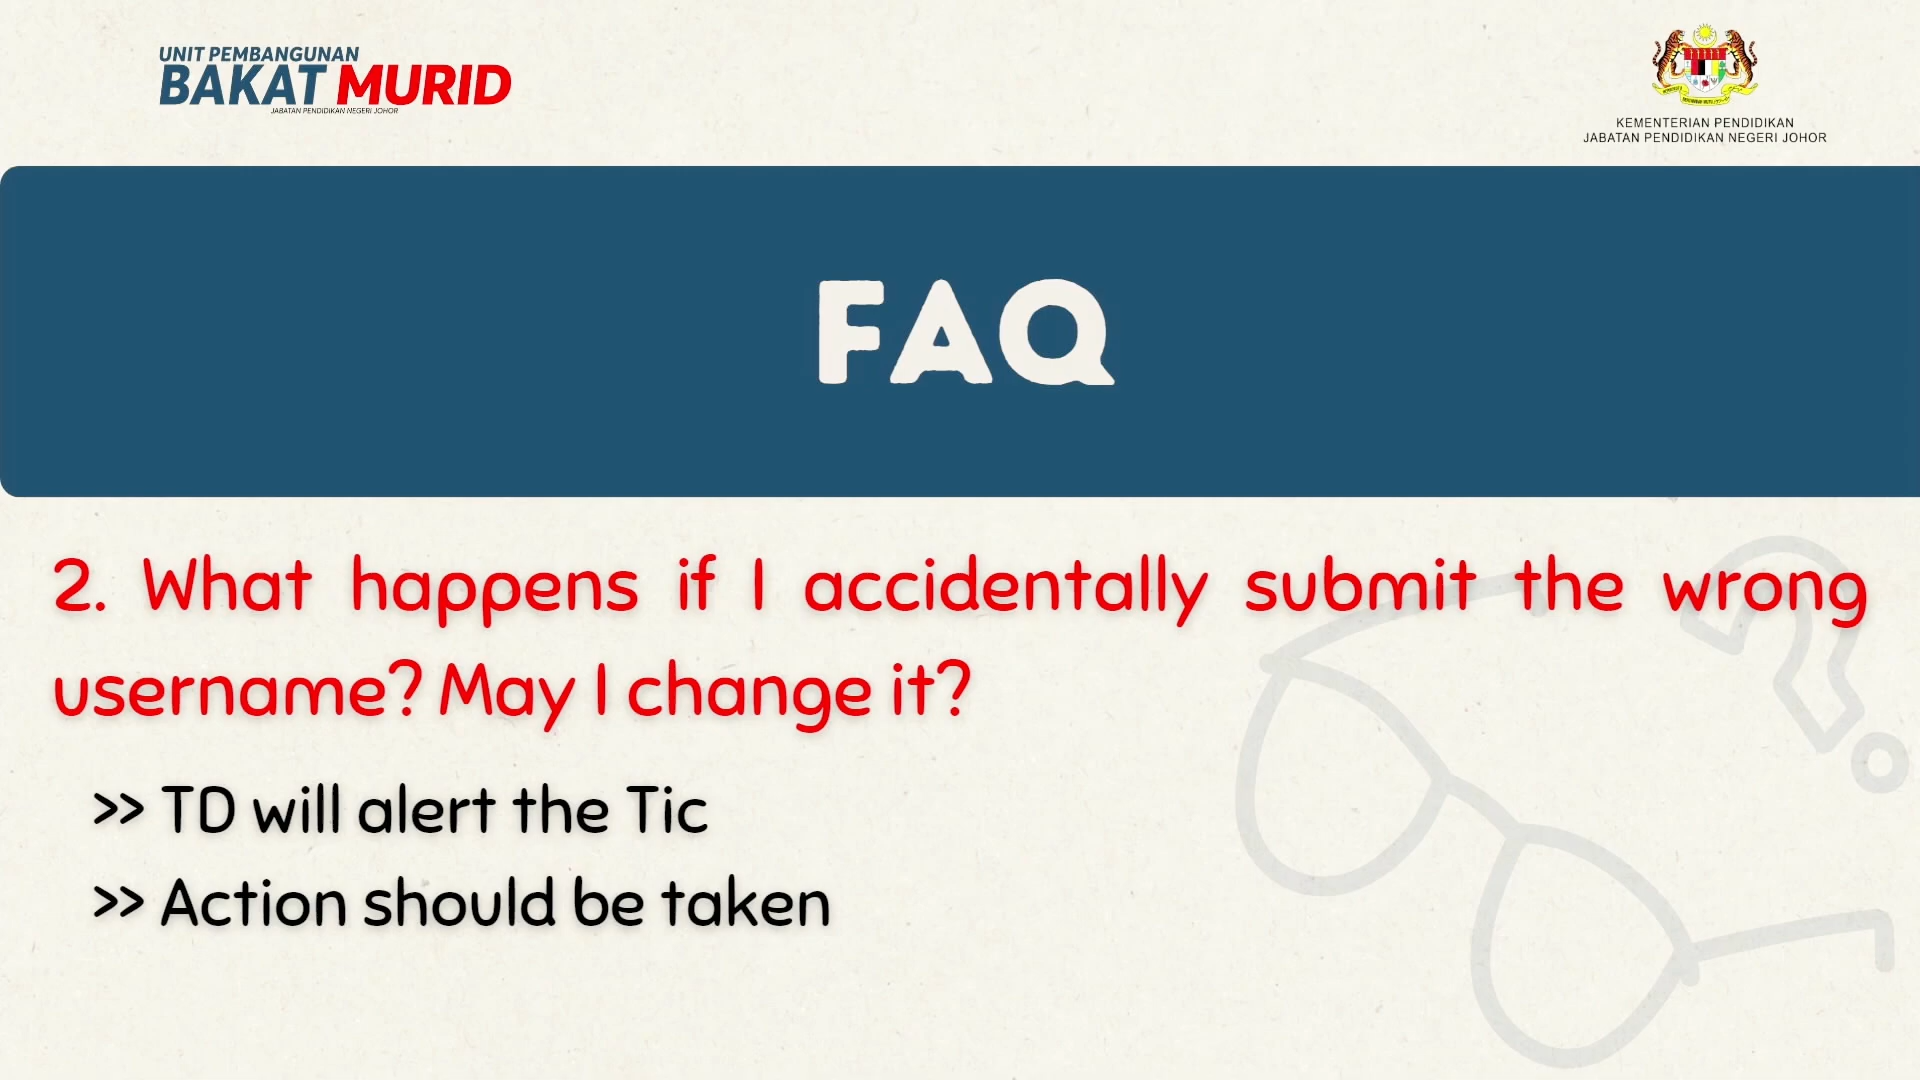 UNIT PEMBANGUNAN
BAKAT MURID
JABATAN PENDIDIKAN NEGERI JOHOR
KEMENTERIAN PENDIDIKAN
JABATAN PENDIDIKAN NEGERI JOHOR
FAQ
2. What happens if I accidentally submit the wrong
username? May I change it?
>> TD will alert the Tic
>> Action should be taken